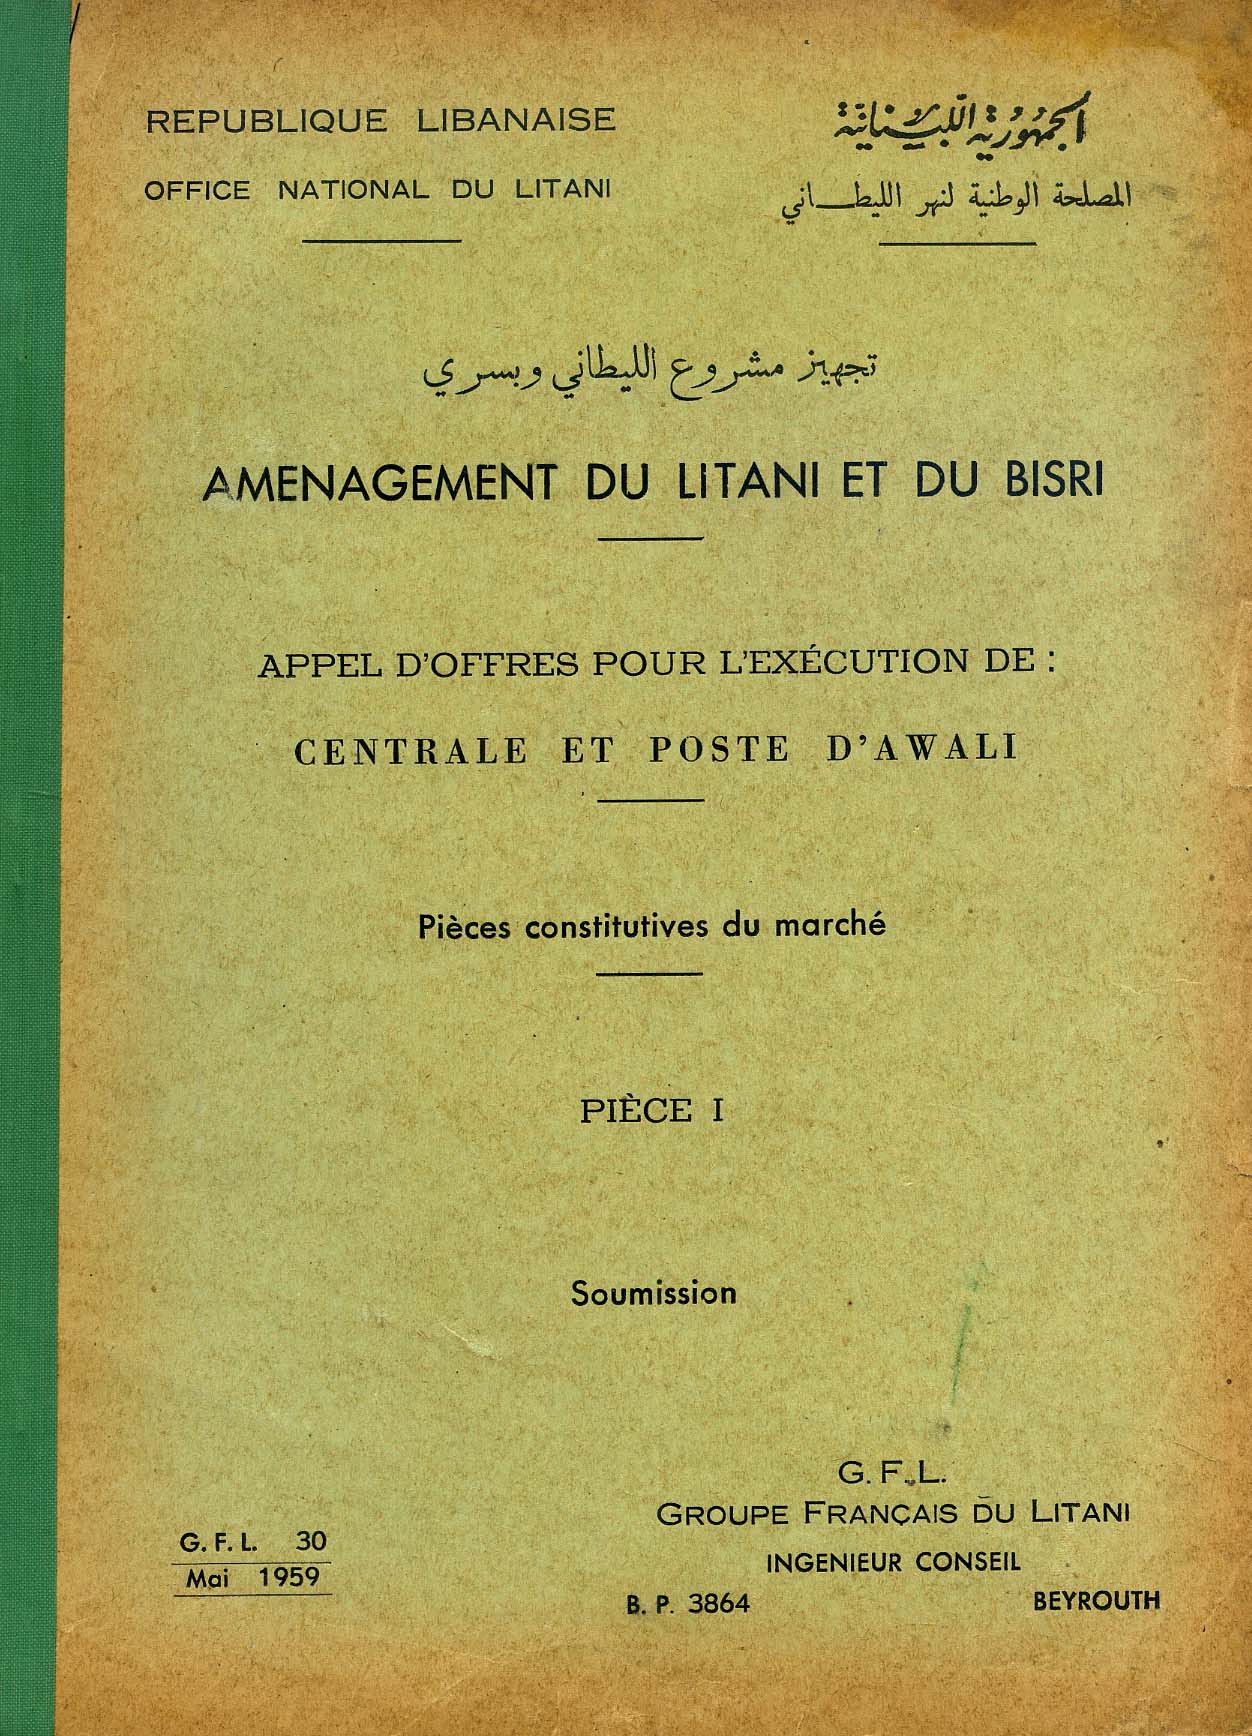 REPUBLIQUE LIBANAISE
OFFICE NATIONAL DU LITANI
الجمهورية اللبنانية
المصلحة الوطنية لنهر الليطـــاني
تجهيز مشروع الليطاني وبسري
AMENAGEMENT DU LITANI ET DU BISRI
APPEL D'OFFRES POUR L'EXÉCUTION DE :
CENTRALE ET POSTE D'AWALI
Pièces constitutives du marché
PIÈCE I
Soumission
G. F. L. 30
Mai 1959
G. F. L.
GROUPE FRANÇAIS DU LITANI
INGENIEUR CONSEIL
B. P. 3864 BEYROUTH